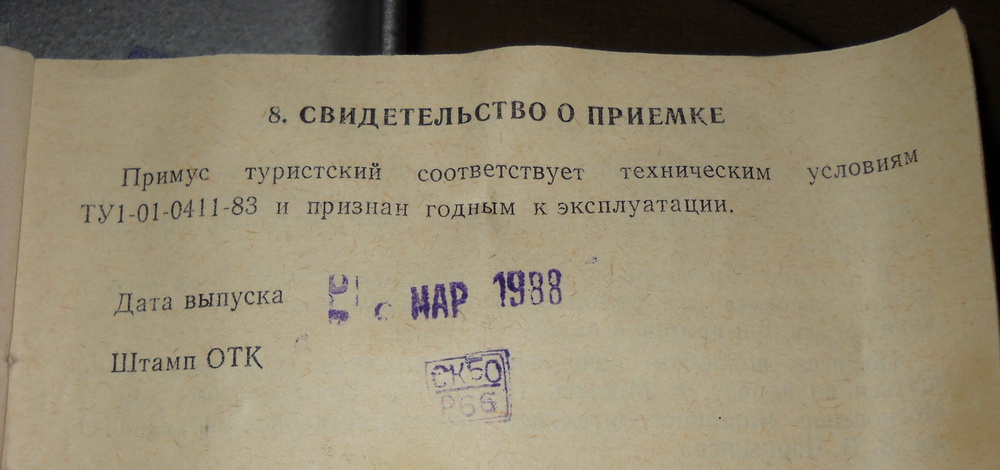 8. СВИДЕТЕЛЬСТВО О ПРИЕМКЕ
Примус туристский соответствует техническим условиям
ТУ1-01-0411-83 и признан годным к эксплуатации.
Дата выпуска МАР 1988
Штамп ОТК
СК50
Р66